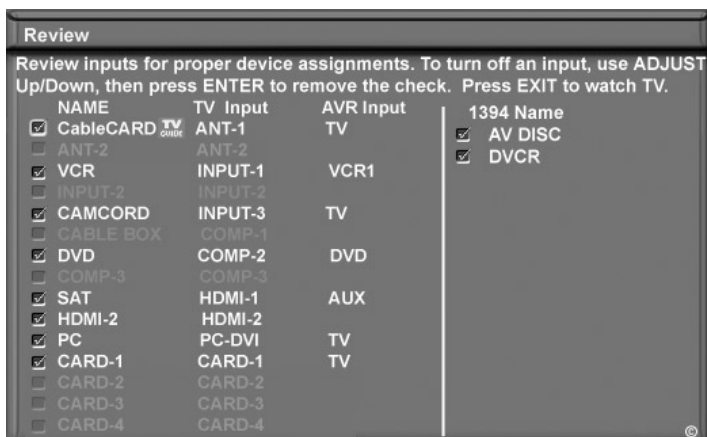 Review
Review inputs for proper device assignments. To turn off an input, use ADJUST
Up/Down, then press ENTER to remove the check. Press EXIT to watch TV.
NAME TV Input AVR Input
CableCARD TV GUIDE ANT-1 TV
ANT-2 ANT-2
VCR INPUT-1 VCR1
INPUT-2 INPUT-2
CAMCORD INPUT-3 TV
CABLE BOX COMP-1
DVD COMP-2 DVD
COMP-3 COMP-3
SAT HDMI-1 AUX
HDMI-2 HDMI-2
PC PC-DVI TV
CARD-1 CARD-1 TV
CARD-2 CARD-2
CARD-3 CARD-3
CARD-4 CARD-4
1394 Name
AV DISC
DVCR
©